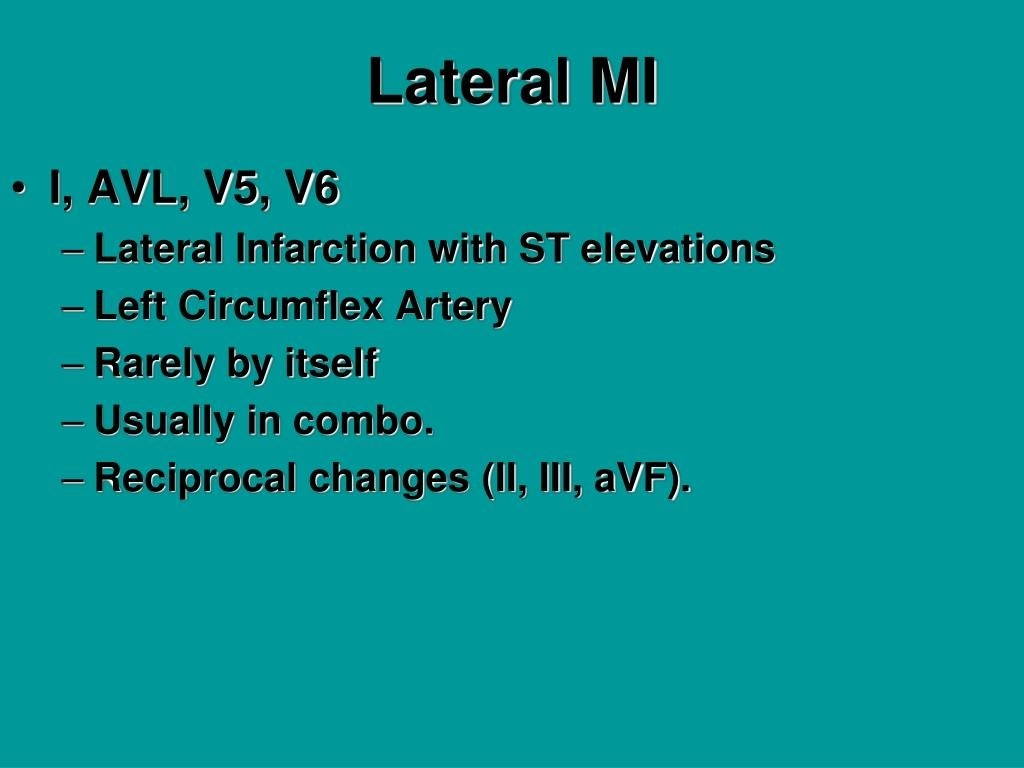 Lateral MI
• I, AVL, V5, V6
– Lateral Infarction with ST elevations
– Left Circumflex Artery
– Rarely by itself
– Usually in combo.
– Reciprocal changes (II, III, aVF).